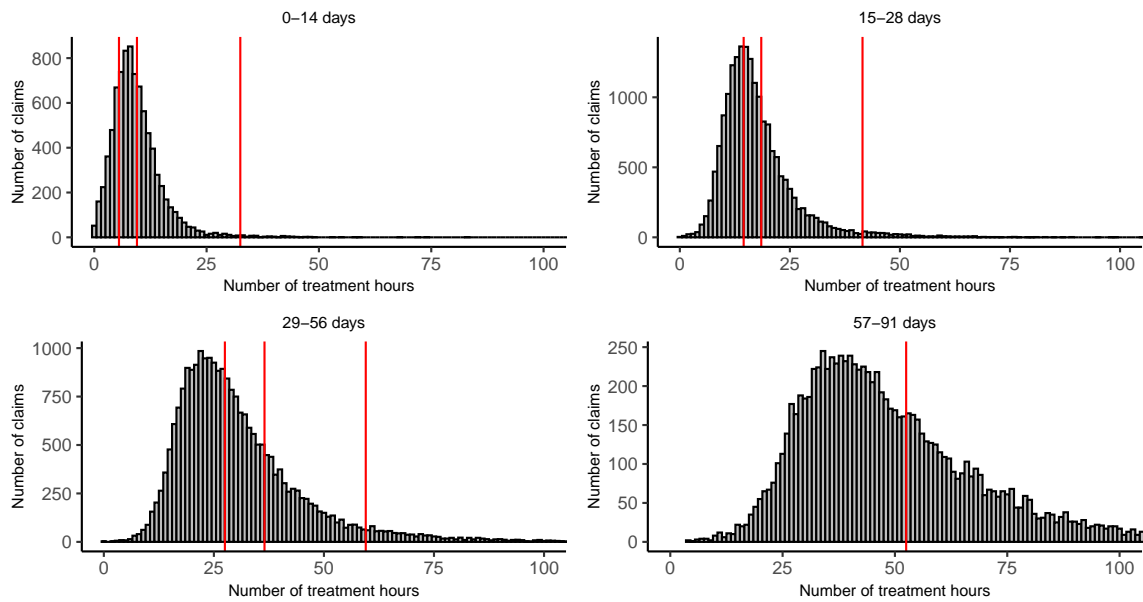 0−14 days
Number of claims
800
600
400
200
0
0 25 50 75 100
Number of treatment hours
15−28 days
Number of claims
1000
500
0
0 25 50 75 100
Number of treatment hours
29−56 days
Number of claims
1000
750
500
250
0
0 25 50 75 100
Number of treatment hours
57−91 days
Number of claims
250
200
150
100
50
0
0 25 50 75 100
Number of treatment hours